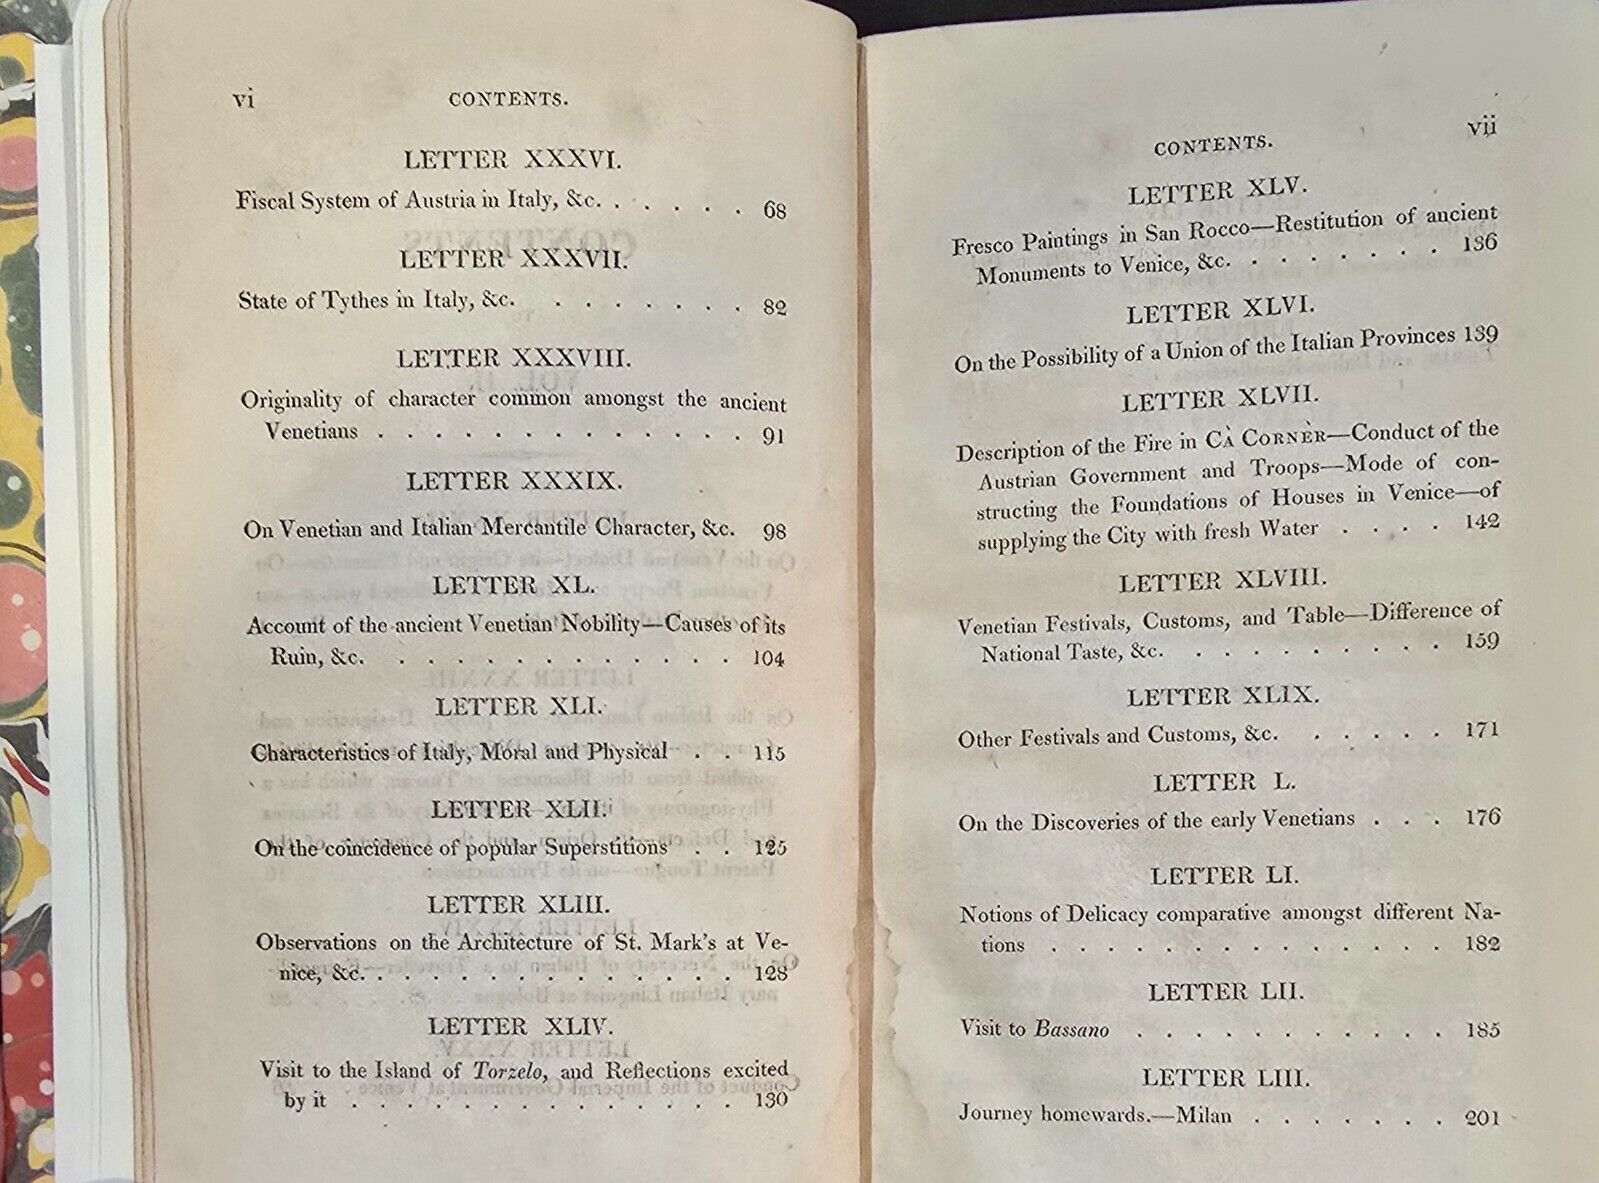 vi
CONTENTS.
LETTER XXXVI.
Fiscal System of Austria in Italy, &c. . . . . . . 68
LETTER XXXVII.
State of Tythes in Italy, &c. . . . . . . . 82
LETTER XXXVIII.
Originality of character common amongst the ancient
Venetians . . . . . . . . . . . . . 91
LETTER XXXIX.
On Venetian and Italian Mercantile Character, &c. 98
LETTER XL.
Account of the ancient Venetian Nobility—Causes of its
Ruin, &c. . . . . . . . . . . . . 104
LETTER XLI.
Characteristics of Italy, Moral and Physical . . 115
LETTER XLII.
On the coincidence of popular Superstitions . . 125
LETTER XLIII.
Observations on the Architecture of St. Mark's at Ve-
nice, &c. . . . . . . . . . . . . . 128
LETTER XLIV.
Visit to the Island of Torzelo, and Reflections excited
by it . . . . . . . . . . . . . . 130
CONTENTS.
vii
LETTER XLV.
Fresco Paintings in San Rocco—Restitution of ancient
Monuments to Venice, &c. . . . . . . . 136
LETTER XLVI.
On the Possibility of a Union of the Italian Provinces 139
LETTER XLVII.
Description of the Fire in CÀ CORNÈR—Conduct of the
Austrian Government and Troops—Mode of con-
structing the Foundations of Houses in Venice—of
supplying the City with fresh Water . . . . 142
LETTER XLVIII.
Venetian Festivals, Customs, and Table—Difference of
National Taste, &c. . . . . . . . . . 159
LETTER XLIX.
Other Festivals and Customs, &c. . . . . . 171
LETTER L.
On the Discoveries of the early Venetians . . . 176
LETTER LI.
Notions of Delicacy comparative amongst different Na-
tions . . . . . . . . . . . . . . 182
LETTER LII.
Visit to Bassano . . . . . . . . . . . 185
LETTER LIII.
Journey homewards.—Milan . . . . . . . 201